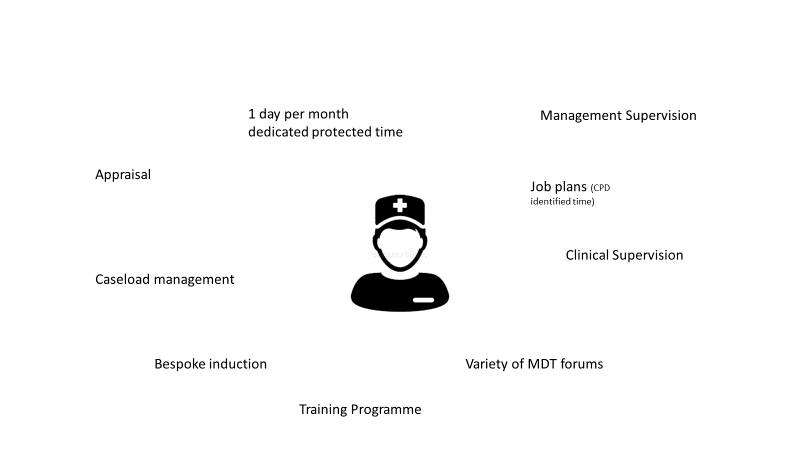 1 day per month
dedicated protected time
Management Supervision
Appraisal
Job plans (CPD
identified time)
Clinical Supervision
Caseload management
Bespoke induction
Variety of MDT forums
Training Programme